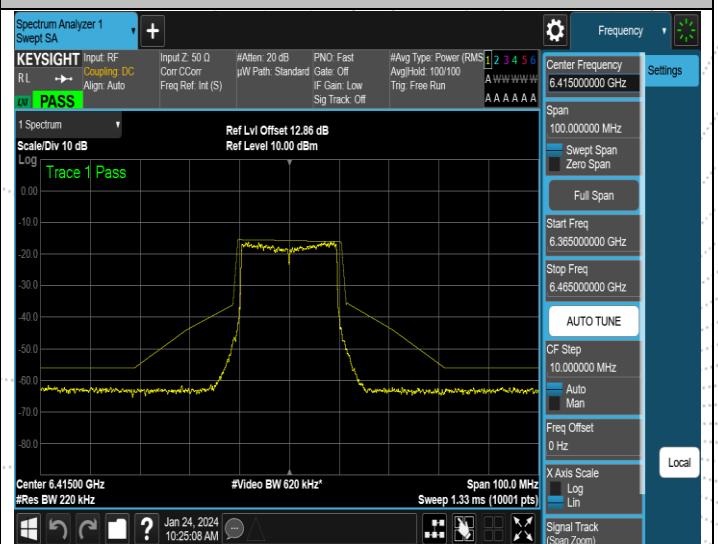 Spectrum Analyzer 1
Swept SA
+
Frequency
KEYSIGHT
RL
LXI PASS
Input: RF
Coupling: DC
Align: Auto
Input Z: 50 Ω
Corr CCorr
Freq Ref: Int (S)
#Atten: 20 dB
µW Path: Standard
PNO: Fast
Gate: Off
IF Gain: Low
Sig Track: Off
#Avg Type: Power (RMS
Avg|Hold: 100/100
Trig: Free Run
1 2 3 4 5 6
A W W W W W
A A A A A A
1 Spectrum
Scale/Div 10 dB
Ref Lvl Offset 12.86 dB
Ref Level 10.00 dBm
Log
Trace 1 Pass
0.00
-10.0
-20.0
-30.0
-40.0
-50.0
-60.0
-70.0
-80.0
Center 6.41500 GHz
#Res BW 220 kHz
#Video BW 620 kHz*
Span 100.0 MHz
Sweep 1.33 ms (10001 pts)
Center Frequency
6.415000000 GHz
Settings
Span
100.000000 MHz
Swept Span
Zero Span
Full Span
Start Freq
6.365000000 GHz
Stop Freq
6.465000000 GHz
AUTO TUNE
CF Step
10.000000 MHz
Auto
Man
Freq Offset
0 Hz
X Axis Scale
Log
Lin
Local
Signal Track
(Span Zoom)
?
Jan 24, 2024
10:25:08 AM